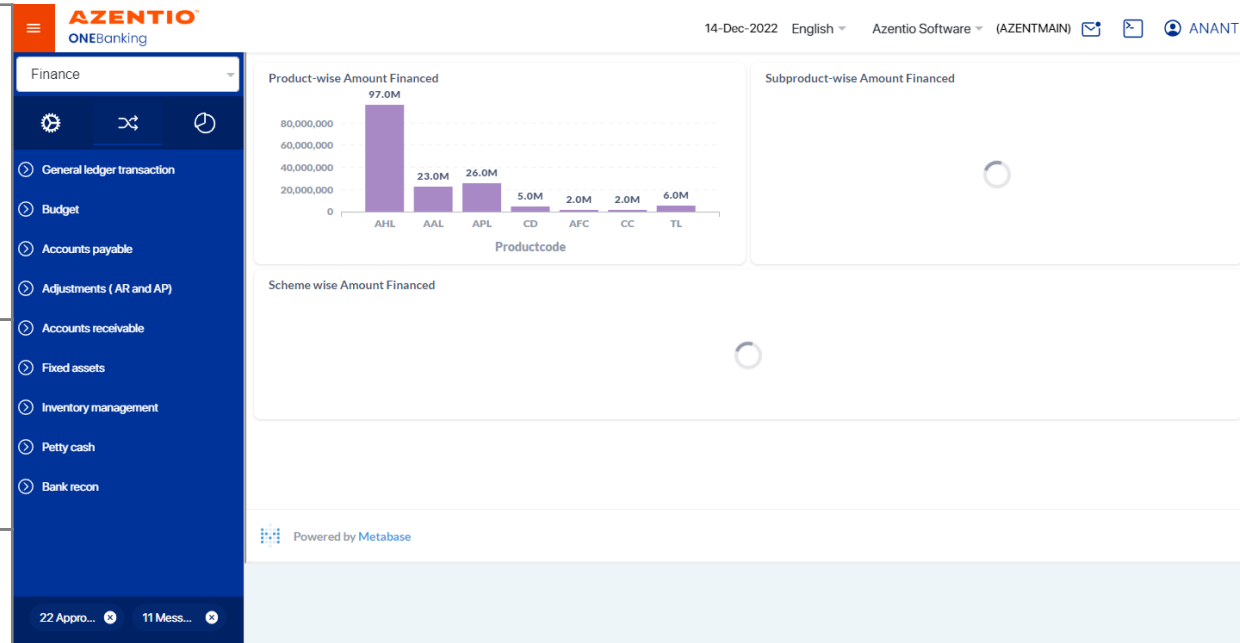 AZENTIO™
ONEBanking
14-Dec-2022 English Azentio Software (AZENTMAIN) ANANT
Finance
General ledger transaction
Budget
Accounts payable
Adjustments ( AR and AP)
Accounts receivable
Fixed assets
Inventory management
Petty cash
Bank recon
22 Appro... 11 Mess...
Product-wise Amount Financed
97.0M
80,000,000
60,000,000
40,000,000
20,000,000
0
23.0M 26.0M 5.0M 2.0M 2.0M 6.0M
AHL AAL APL CD AFC CC TL
Productcode
Subproduct-wise Amount Financed
Scheme wise Amount Financed
Powered by Metabase